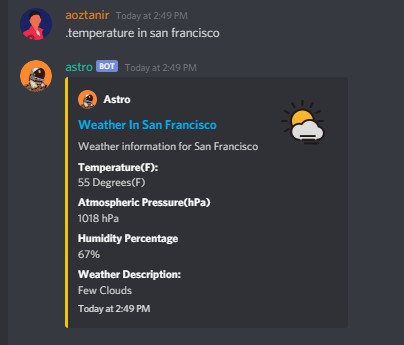 aoztanir Today at 2:49 PM
.temperature in san francisco
astro BOT Today at 2:49 PM
Astro
Weather In San Francisco
Weather information for San Francisco
Temperature(F):
55 Degrees(F)
Atmospheric Pressure(hPa)
1018 hPa
Humidity Percentage
67%
Weather Description:
Few Clouds
Today at 2:49 PM